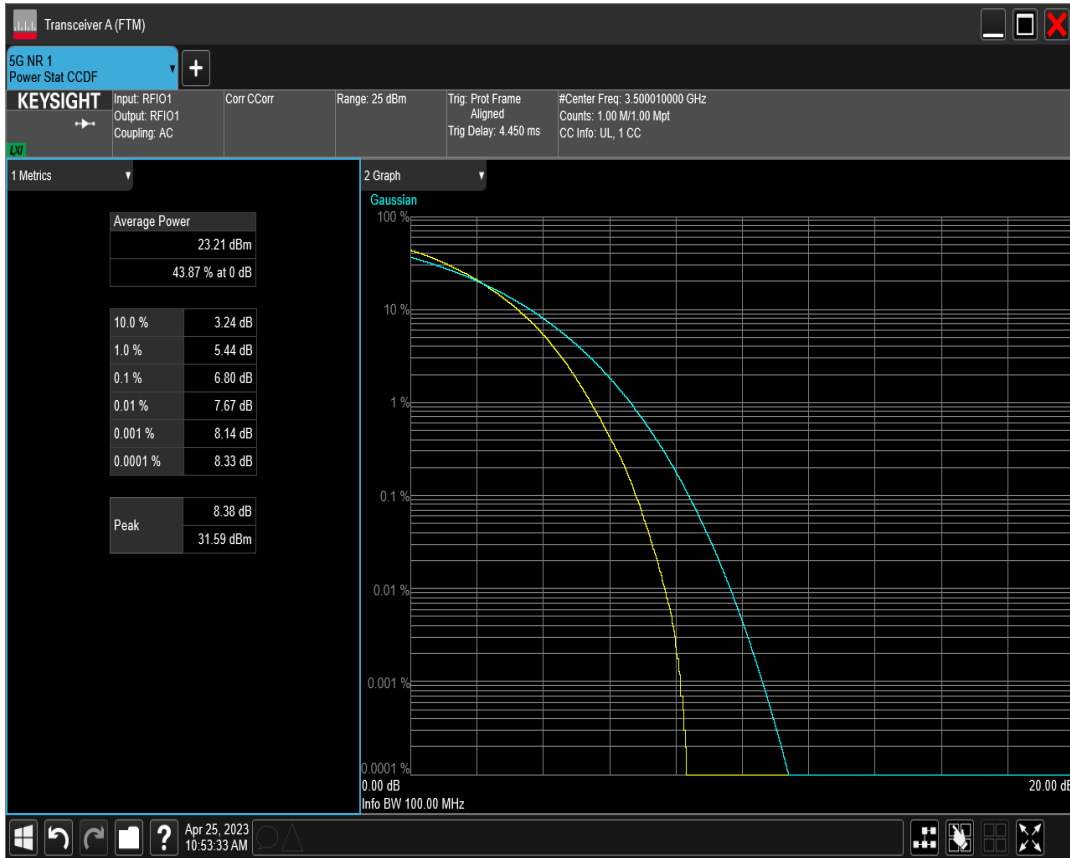 Transceiver A (FTM)
5G NR 1
Power Stat CCDF
+
KEYSIGHT
LXI
Input: RFIO1
Output: RFIO1
Coupling: AC
Corr CCorr
Range: 25 dBm
Trig: Prot Frame
Aligned
Trig Delay: 4.450 ms
#Center Freq: 3.500010000 GHz
Counts: 1.00 M/1.00 Mpt
CC Info: UL, 1 CC
1 Metrics
Average Power
23.21 dBm
43.87 % at 0 dB
10.0 % 3.24 dB
1.0 % 5.44 dB
0.1 % 6.80 dB
0.01 % 7.67 dB
0.001 % 8.14 dB
0.0001 % 8.33 dB
Peak
8.38 dB
31.59 dBm
2 Graph
Gaussian
100 %
10 %
1 %
0.1 %
0.01 %
0.001 %
0.0001 %
0.00 dB 20.00 dB
Info BW 100.00 MHz
?
Apr 25, 2023
10:53:33 AM